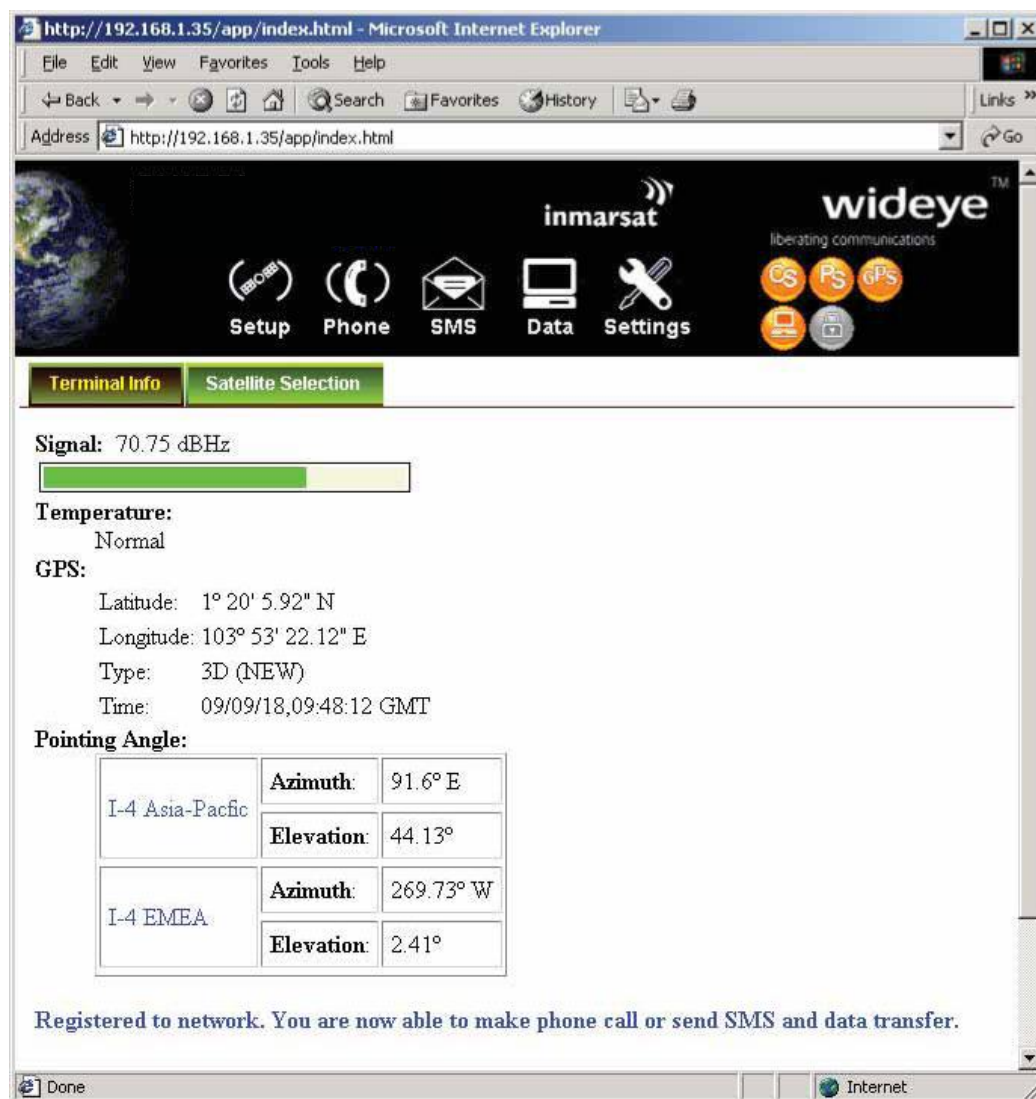 http://192.168.1.35/app/index.html - Microsoft Internet Explorer
File Edit View Favorites Tools Help
Back Search Favorites History Links »
Address http://192.168.1.35/app/index.html Go
inmarsat wideye TM
liberating communications
CS PS GPS
Setup Phone SMS Data Settings
Terminal Info Satellite Selection
Signal: 70.75 dBHz
Temperature:
Normal
GPS:
Latitude: 1° 20' 5.92" N
Longitude: 103° 53' 22.12" E
Type: 3D (NEW)
Time: 09/09/18,09:48:12 GMT
Pointing Angle:
I-4 Asia-Pacfic
Azimuth: 91.6° E
Elevation: 44.13°
I-4 EMEA
Azimuth: 269.73° W
Elevation: 2.41°
Registered to network. You are now able to make phone call or send SMS and data transfer.
Done Internet